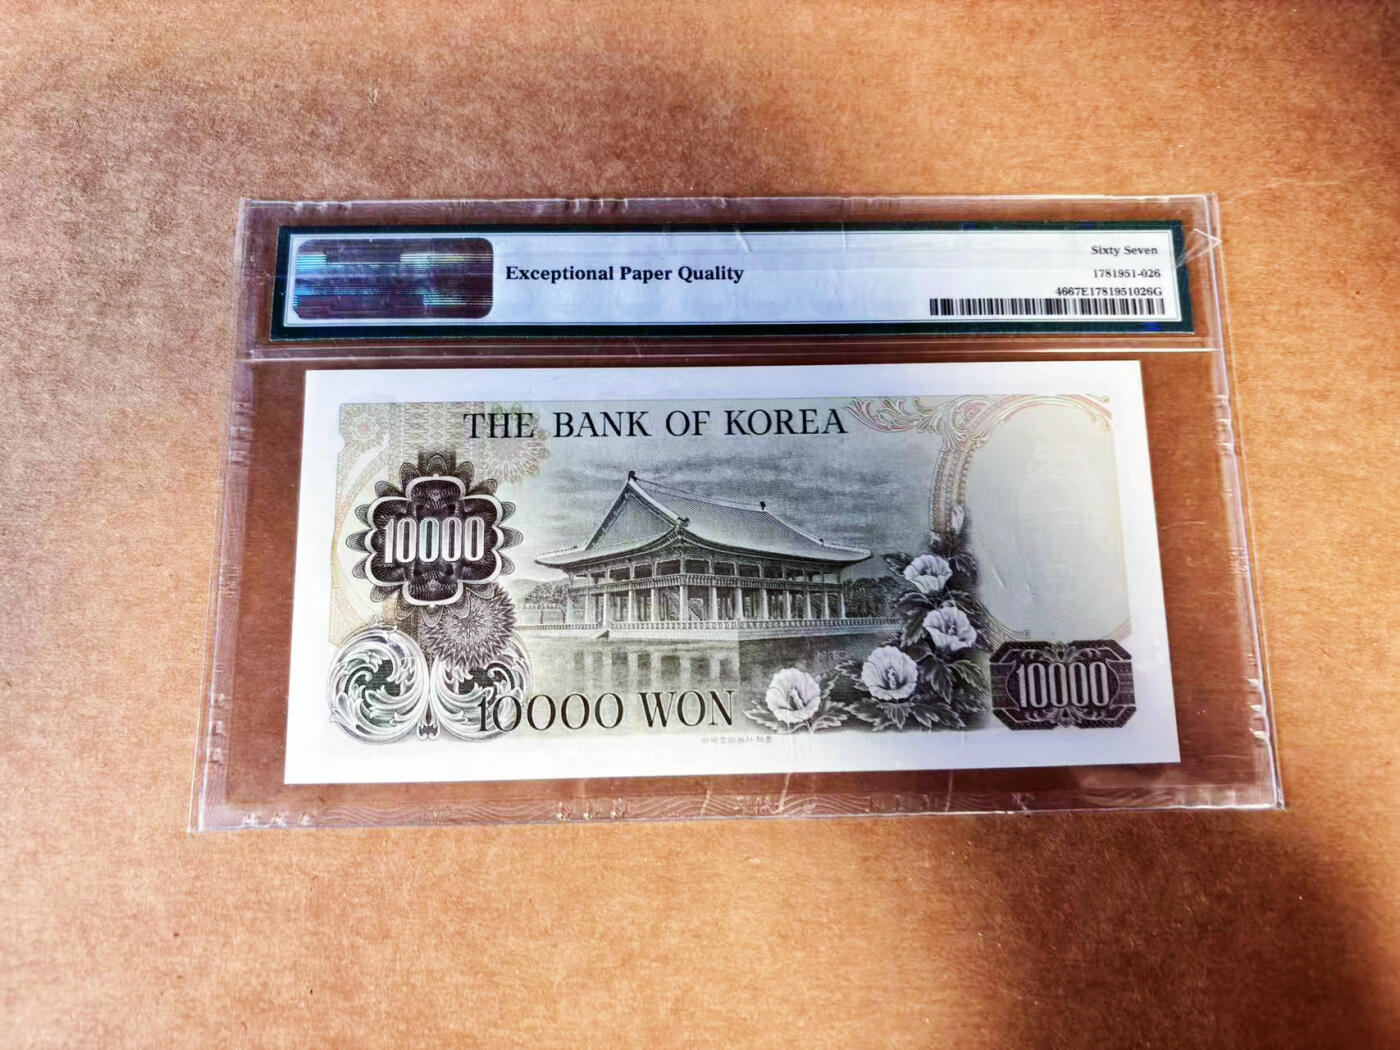 Exceptional Paper Quality
Sixty Seven
1781951-026
4667E1781951026G
THE BANK OF KOREA
10000
10000 WON
10000